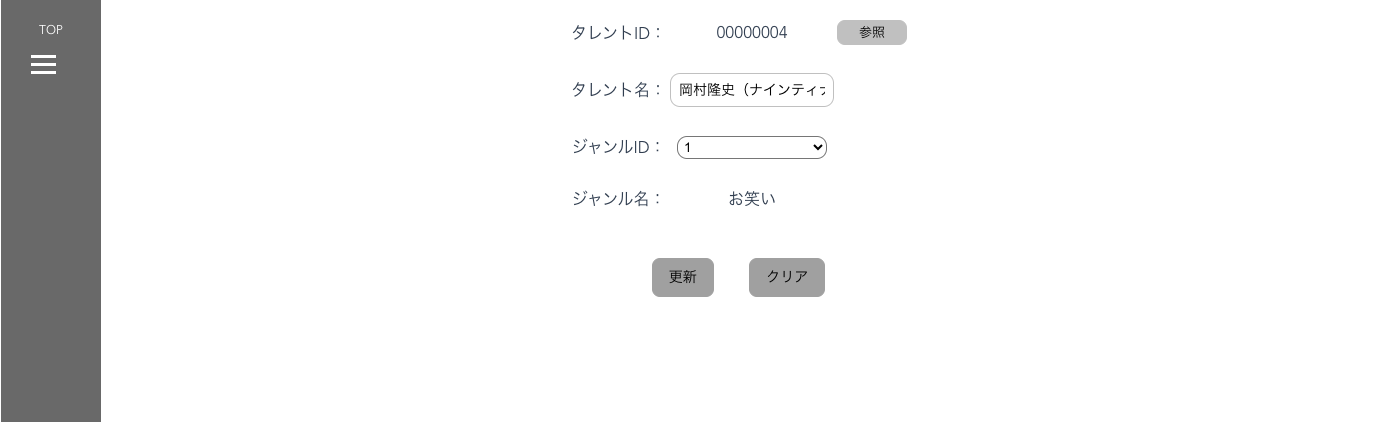 TOP
タレントID： 00000004 参照
タレント名： 岡村隆史（ナインティ
ジャンルID： 1
ジャンル名： お笑い
更新 クリア